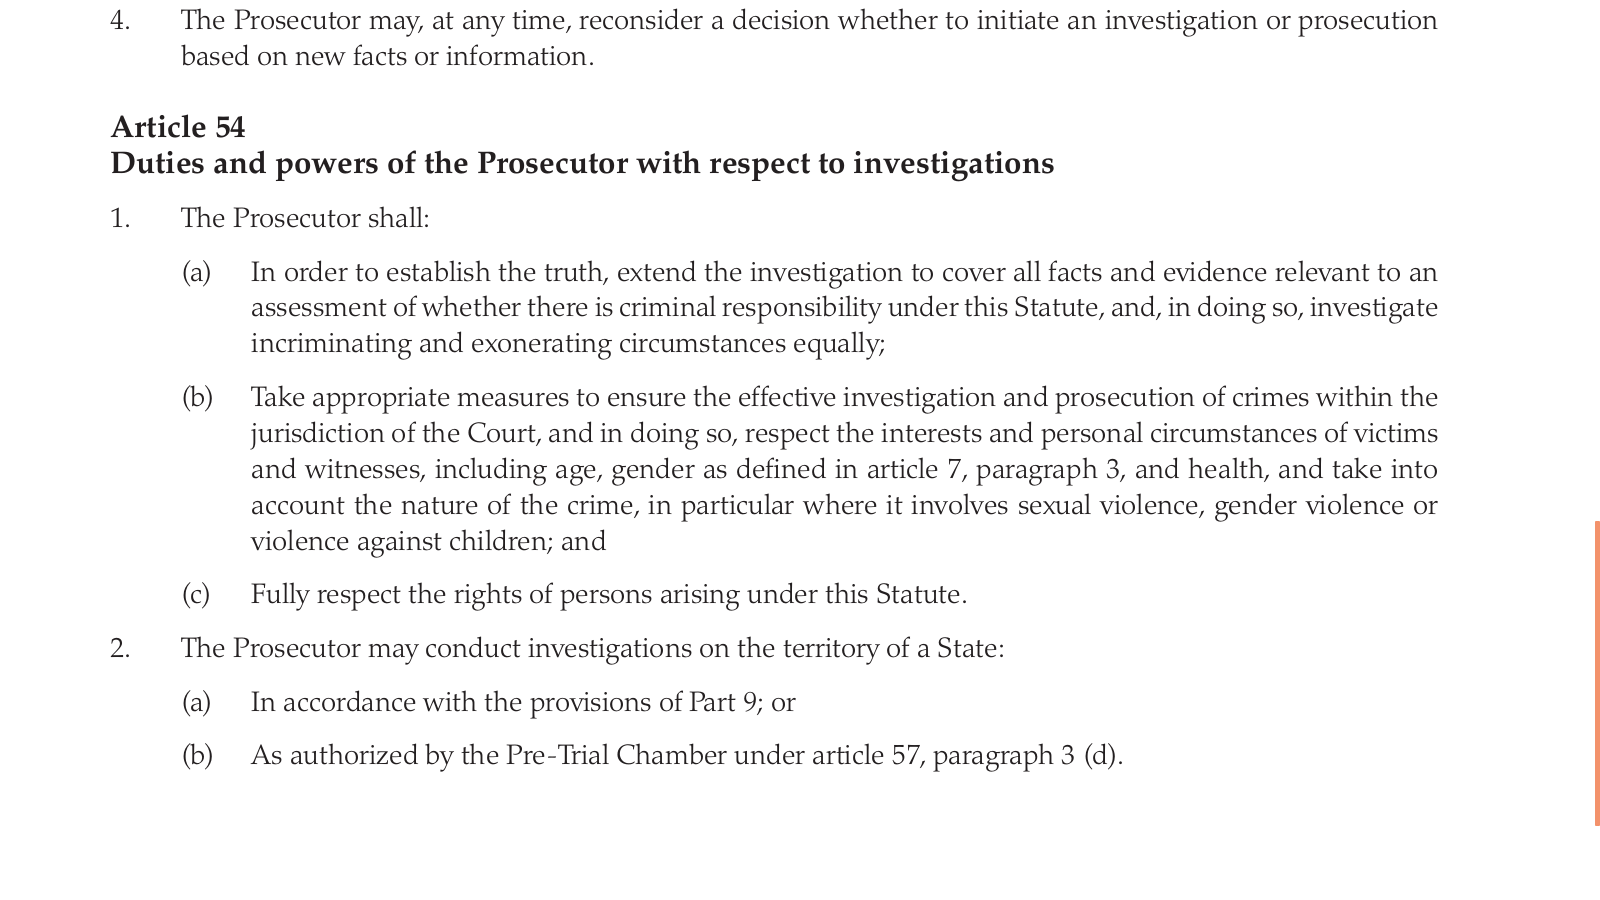 4. The Prosecutor may, at any time, reconsider a decision whether to initiate an investigation or prosecution
based on new facts or information.
Article 54
Duties and powers of the Prosecutor with respect to investigations
1. The Prosecutor shall:
(a) In order to establish the truth, extend the investigation to cover all facts and evidence relevant to an
assessment of whether there is criminal responsibility under this Statute, and, in doing so, investigate
incriminating and exonerating circumstances equally;
(b) Take appropriate measures to ensure the effective investigation and prosecution of crimes within the
jurisdiction of the Court, and in doing so, respect the interests and personal circumstances of victims
and witnesses, including age, gender as defined in article 7, paragraph 3, and health, and take into
account the nature of the crime, in particular where it involves sexual violence, gender violence or
violence against children; and
(c) Fully respect the rights of persons arising under this Statute.
2. The Prosecutor may conduct investigations on the territory of a State:
(a) In accordance with the provisions of Part 9; or
(b) As authorized by the Pre-Trial Chamber under article 57, paragraph 3 (d).